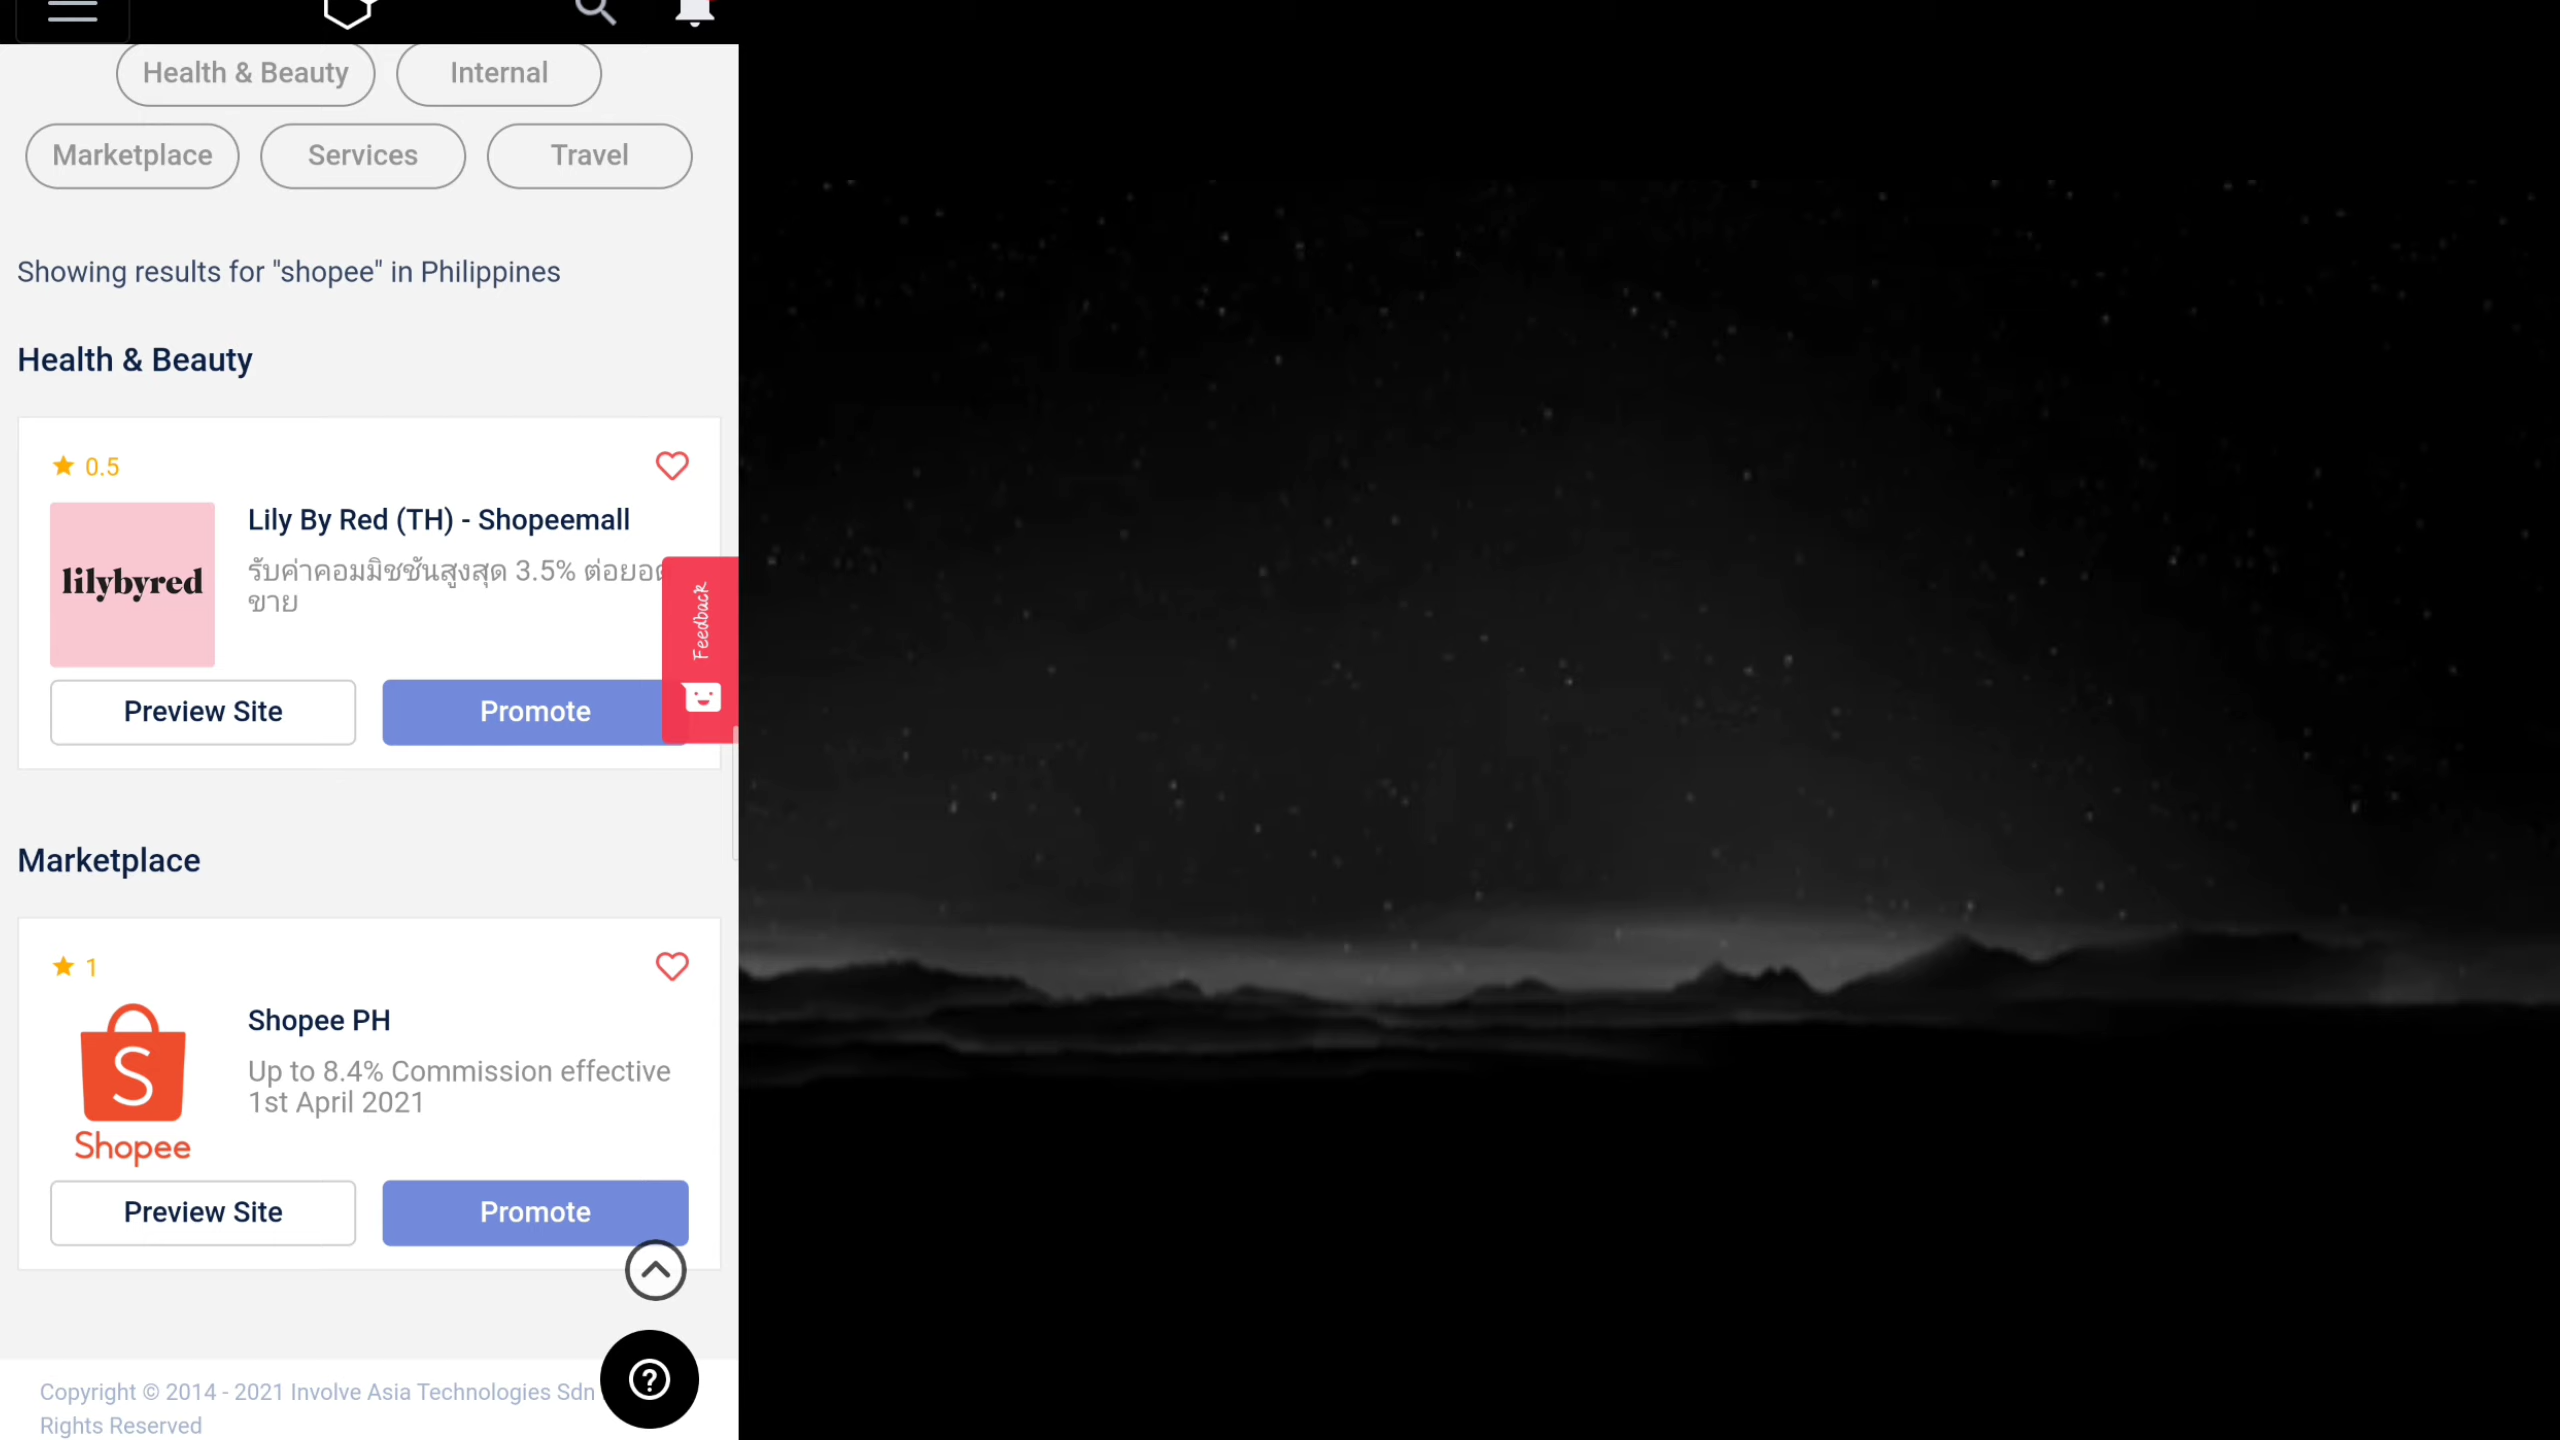 Health & Beauty
Internal
Marketplace
Services
Travel
Showing results for "shopee" in Philippines
Health & Beauty
0.5
lilybyred
Lily By Red (TH) - Shopeemall
รับค่าคอมมิชชั่นสูงสุด 3.5% ต่อยอด
ขาย
Feedback
Preview Site
Promote
Marketplace
1
S
Shopee
Shopee PH
Up to 8.4% Commission effective
1st April 2021
Preview Site
Promote
Copyright © 2014 - 2021 Involve Asia Technologies Sdn
Rights Reserved